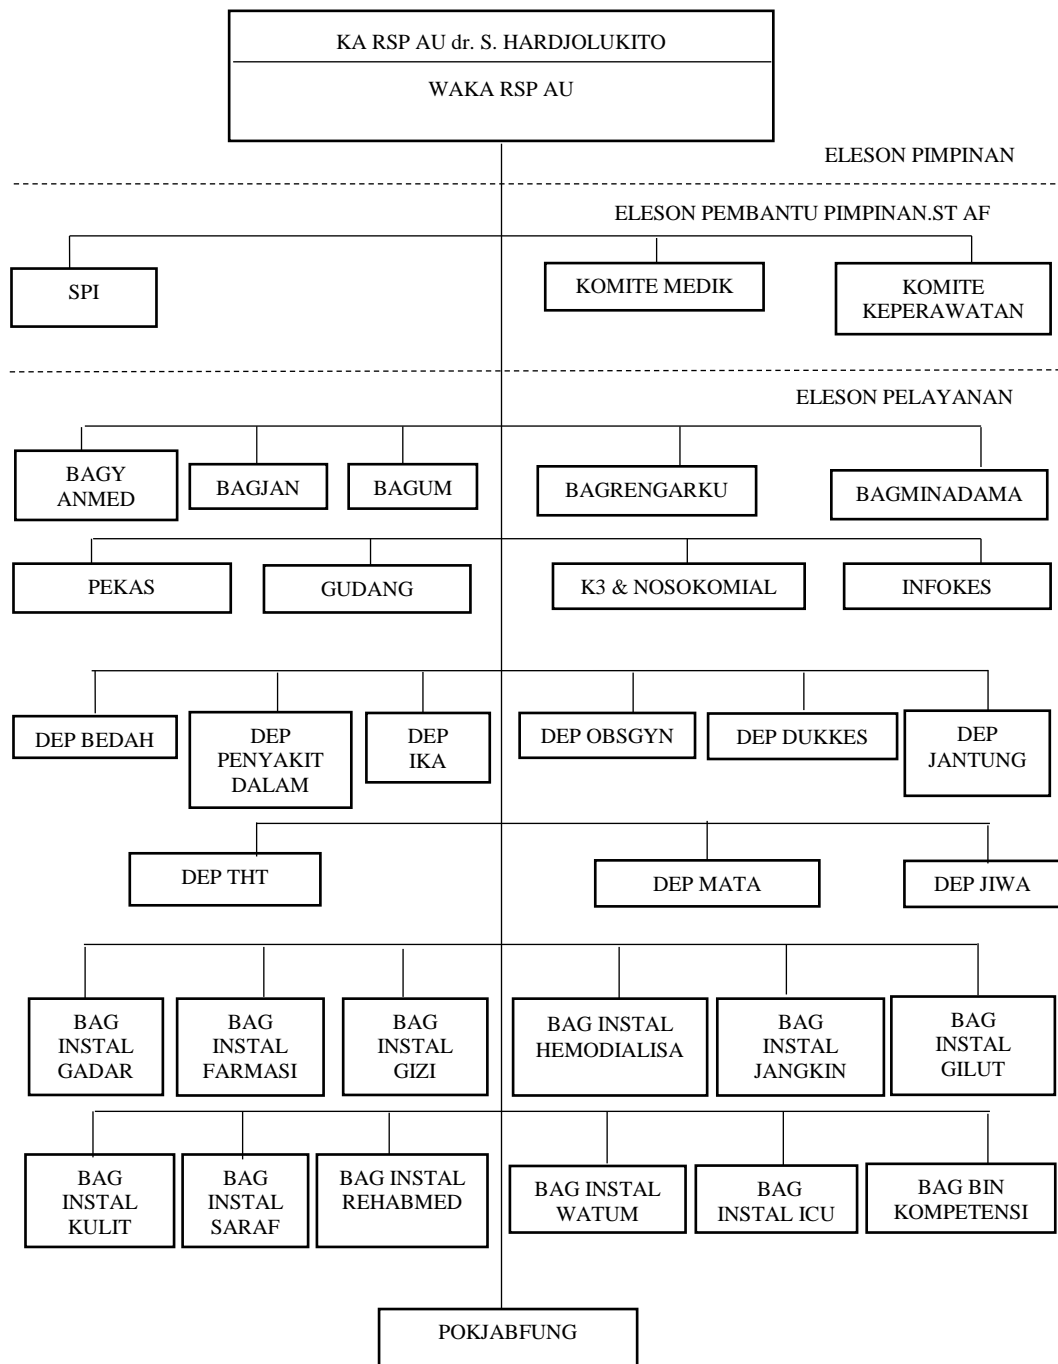 KA RSP AU dr. S. HARDJOLUKITO
WAKA RSP AU
ELESON PIMPINAN
ELESON PEMBANTU PIMPINAN.ST AF
SPI
KOMITE MEDIK
KOMITE
KEPERAWATAN
ELESON PELAYANAN
BAGY
ANMED
BAGJAN
BAGUM
BAGRENGARKU
BAGMINADAMA
PEKAS
GUDANG
K3 & NOSOKOMIAL
INFOKES
DEP BEDAH
DEP
PENYAKIT
DALAM
DEP
IKA
DEP OBSGYN
DEP DUKKES
DEP
JANTUNG
DEP THT
DEP MATA
DEP JIWA
BAG
INSTAL
GADAR
BAG
INSTAL
FARMASI
BAG
INSTAL
GIZI
BAG INSTAL
HEMODIALISA
BAG
INSTAL
JANGKIN
BAG
INSTAL
GILUT
BAG
INSTAL
KULIT
BAG
INSTAL
SARAF
BAG INSTAL
REHABMED
BAG INSTAL
WATUM
BAG
INSTAL ICU
BAG BIN
KOMPETENSI
POKJABFUNG